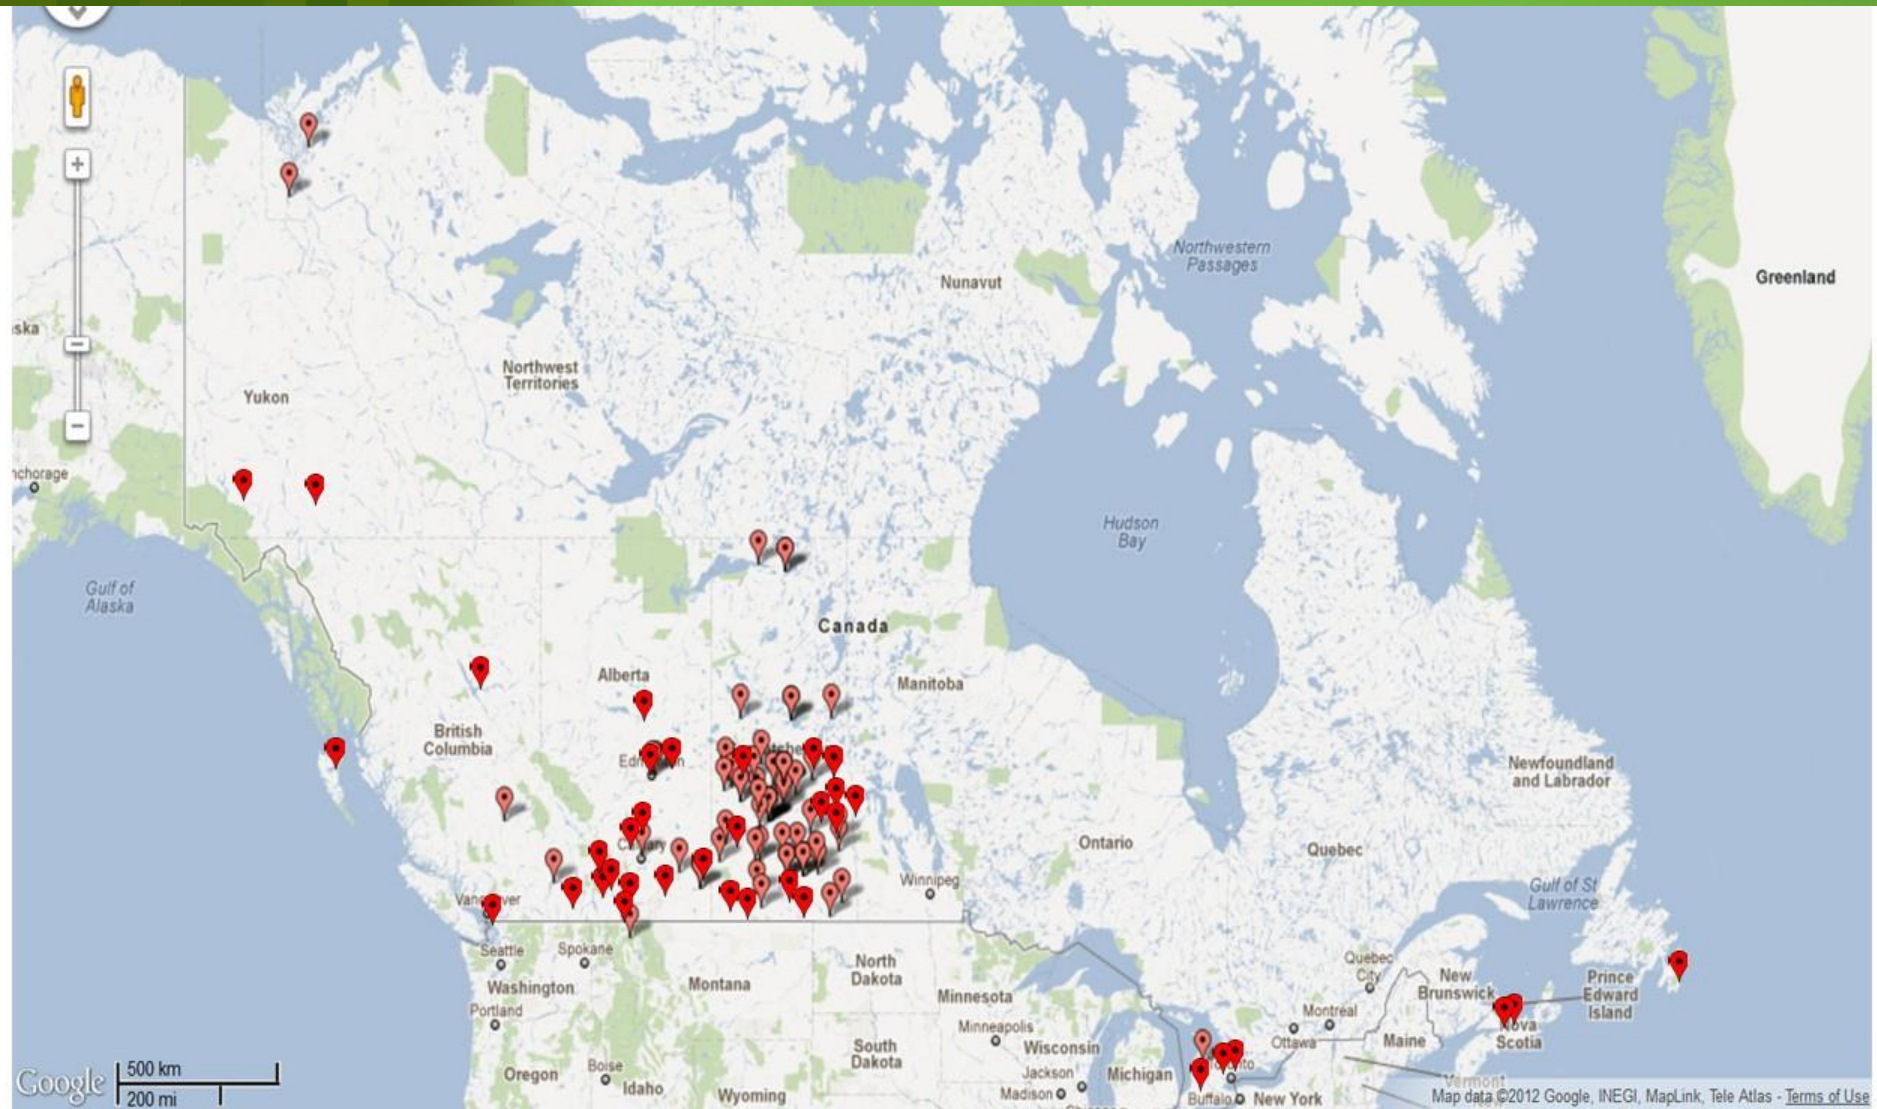 Northwestern
Passages
Greenland
Nunavut
ska
Northwest
Territories
Yukon
nchorage
Hudson
Bay
Gulf of
Alaska
Canada
Alberta
Manitoba
British
Columbia
Newfoundland
and Labrador
Ontario
Quebec
Winnipeg
Gulf of St
Lawrence
Seattle
Spokane
Quebec
City
North
Dakota
Washington
Montana
New
Brunswick
Prince
Edward
Island
Minnesota
Portland
Montréal
Minneapolis
Ottawa
Maine
Scotia
Wisconsin
South
Dakota
500 km
Google
Boise
Oregon
Idaho
Jackson
Michigan
Vermont
200 mi
Wyoming
Madison
Buffalo
New York
Map data ©2012 Google, INEGI, MapLink, Tele Atlas - Terms of Use